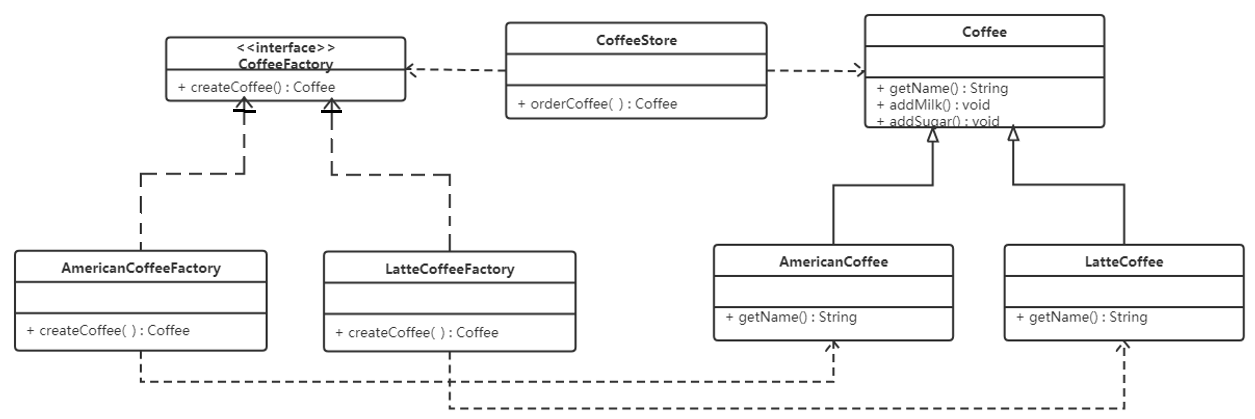 <<interface>>
CoffeeFactory
+ createCoffee() : Coffee
CoffeeStore
+ orderCoffee( ) : Coffee
Coffee
+ getName() : String
+ addMilk() : void
+ addSugar() : void
AmericanCoffeeFactory
+ createCoffee( ) : Coffee
LatteCoffeeFactory
+ createCoffee( ) : Coffee
AmericanCoffee
+ getName() : String
LatteCoffee
+ getName() : String